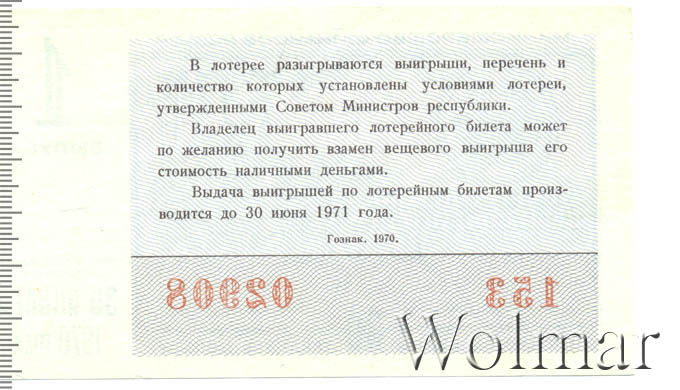 В лотерее разыгрываются выигрыши, перечень и
количество которых установлены условиями лотереи,
утвержденными Советом Министров республики.
Владелец выигравшего лотерейного билета может
по желанию получить взамен вещевого выигрыша его
стоимость наличными деньгами.
Выдача выигрышей по лотерейным билетам произ-
водится до 30 июня 1971 года.
Гознак. 1970.
Wolmar